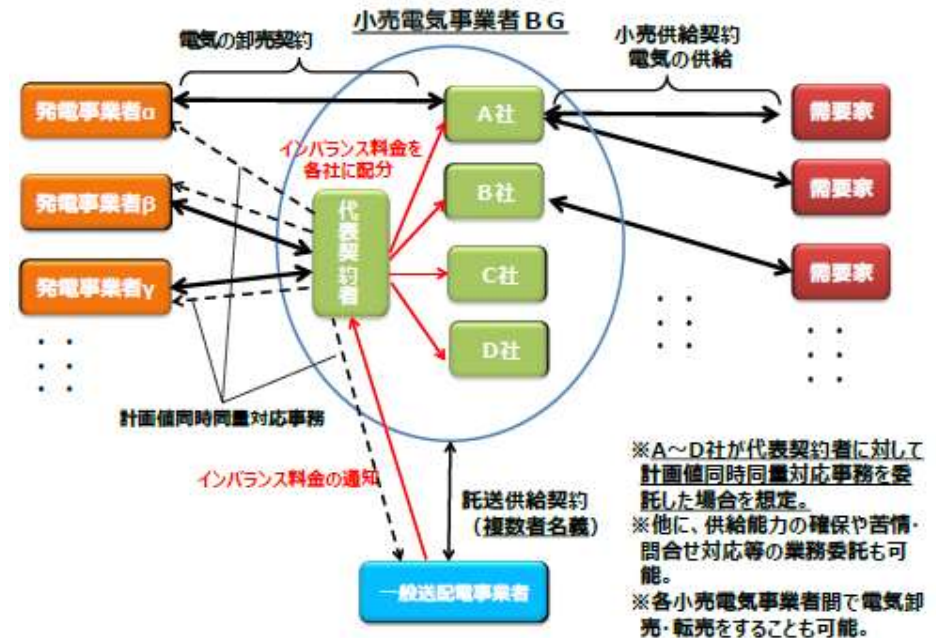 小売電気事業者BG
電気の卸売契約
小売供給契約
電気の供給
発電事業者α
A社
需要家
インバランス料金を
各社に配分
発電事業者β
代表契約者
B社
需要家
発電事業者γ
C社
需要家
D社
計画値同時同量対応事務
インバランス料金の通知
託送供給契約
(複数者名義)
一般送配電事業者
※A～D社が代表契約者に対して
計画値同時同量対応事務を委
託した場合を想定。
※他に、供給能力の確保や苦情・
問合せ対応等の業務委託も可
能。
※各小売電気事業者間で電気卸
売・転売をすることも可能。